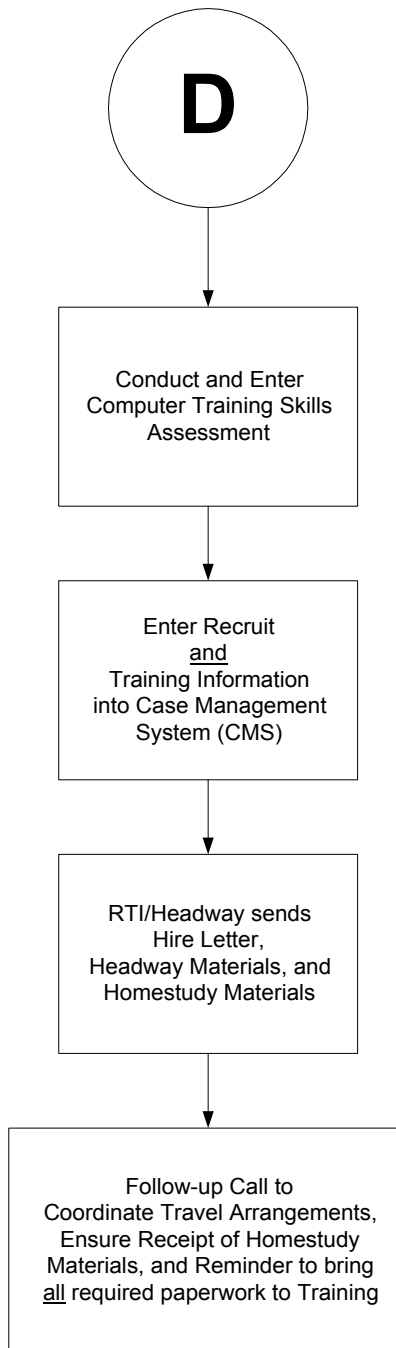 D
Conduct and Enter
Computer Training Skills
Assessment
Enter Recruit
and
Training Information
into Case Management
System (CMS)
RTI/Headway sends
Hire Letter,
Headway Materials, and
Homestudy Materials
Follow-up Call to
Coordinate Travel Arrangements,
Ensure Receipt of Homestudy
Materials, and Reminder to bring
all required paperwork to Training